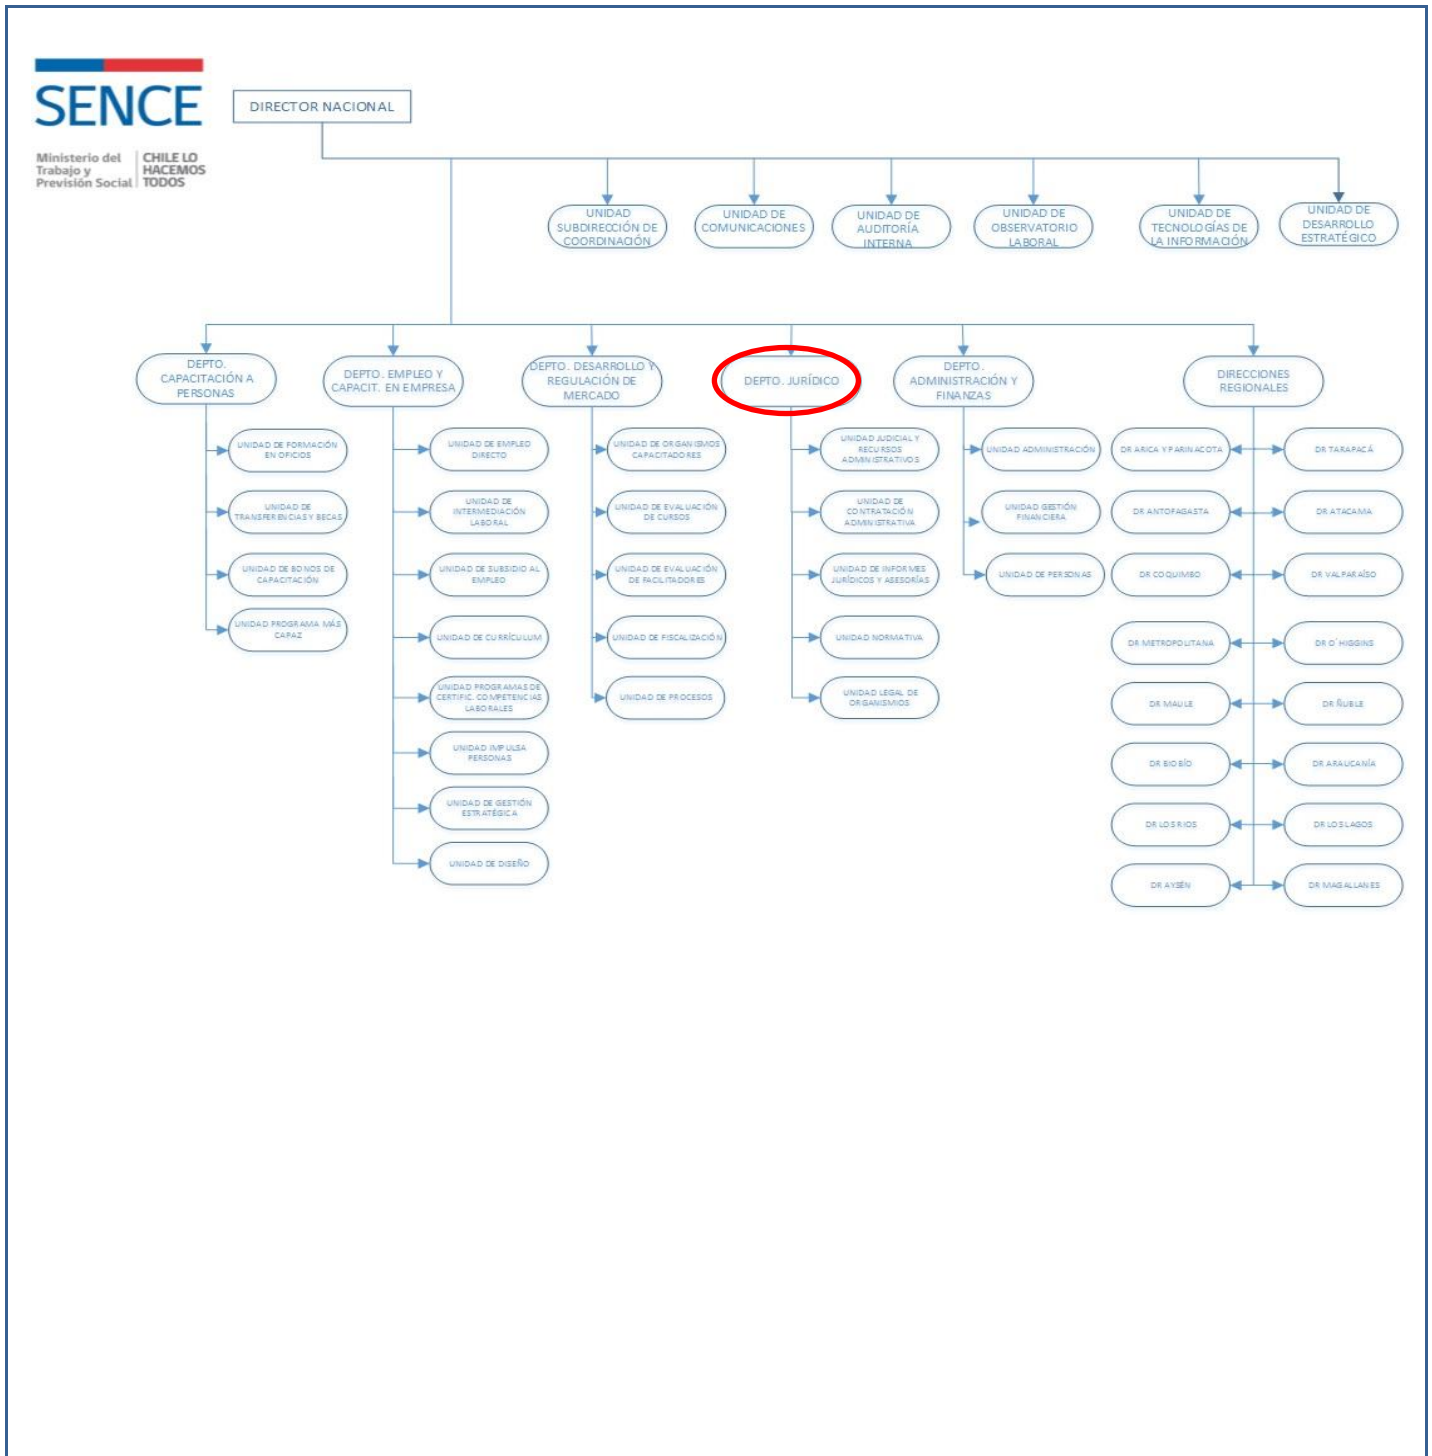 SENCE
Ministerio del
Trabajo y
Previsión Social
CHILE LO
HACEMOS
TODOS
DIRECTOR NACIONAL
UNIDAD
SUBDIRECCIÓN DE
COORDINACIÓN
UNIDAD DE
COMUNICACIONES
UNIDAD DE
AUDITORÍA
INTERNA
UNIDAD DE
OBSERVATORIO
LABORAL
UNIDAD DE
TECNOLOGÍAS DE
LA INFORMACIÓN
UNIDAD DE
DESARROLLO
ESTRATÉGICO
DEPTO.
CAPACITACIÓN A
PERSONAS
DEPTO. EMPLEO Y
CAPACIT. EN EMPRESA
DEPTO. DESARROLLO Y
REGULACIÓN DE
MERCADO
DEPTO. JURÍDICO
DEPTO.
ADMINISTRACIÓN Y
FINANZAS
DIRECCIONES
REGIONALES
UNIDAD DE FORMACIÓN
EN OFICIOS
UNIDAD DE
TRANSFERENCIAS Y BECAS
UNIDAD DE BONOS DE
CAPACITACIÓN
UNIDAD PROGRAMA MÁS
CAPAZ
UNIDAD DE EMPLEO
DIRECTO
UNIDAD DE
INTERMEDIACIÓN
LABORAL
UNIDAD DE SUBSIDIO AL
EMPLEO
UNIDAD DE CURRÍCULUM
UNIDAD PROGRAMAS DE
CERTIFIC. COMPETENCIAS
LABORALES
UNIDAD IMPULSA
PERSONAS
UNIDAD DE GESTIÓN
ESTRATÉGICA
UNIDAD DE DISEÑO
UNIDAD DE ORGANISMOS
CAPACITADORES
UNIDAD DE EVALUACIÓN
DE CURSOS
UNIDAD DE EVALUACIÓN
DE FACILITADORES
UNIDAD DE FISCALIZACIÓN
UNIDAD DE PROCESOS
UNIDAD JUDICIAL Y
RECURSOS
ADMINISTRATIVOS
UNIDAD DE
CONTRATACIÓN
ADMINISTRATIVA
UNIDAD DE INFORMES
JURÍDICOS Y ASESORÍAS
UNIDAD NORMATIVA
UNIDAD LEGAL DE
ORGANISMIOS
UNIDAD ADMINISTRACIÓN
UNIDAD GESTIÓN
FINANCIERA
UNIDAD DE PERSONAS
DR ARICA Y PARINACOTA
DR TARAPACÁ
DR ANTOFAGASTA
DR ATACAMA
DR COQUIMBO
DR VALPARAÍSO
DR METROPOLITANA
DR O´HIGGINS
DR MAULE
DR ÑUBLE
DR BIO BÍO
DR ARAUCANÍA
DR LOS RIOS
DR LOS LAGOS
DR AYSÉN
DR MAGALLANES